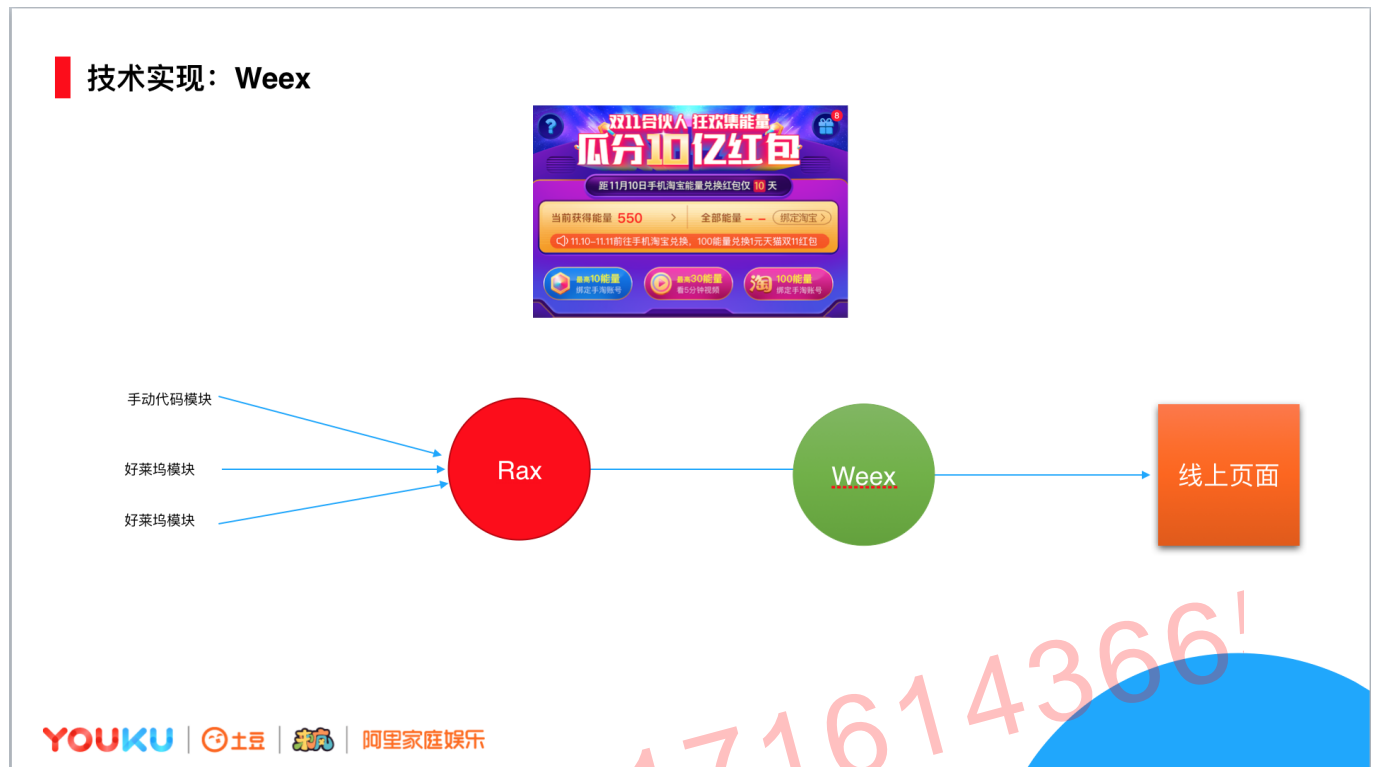 技术实现：Weex
?
双11合伙人 狂欢集能量
8
瓜分10亿红包
距11月10日手机淘宝能量兑换红包仅 10 天
当前获得能量 550 > 全部能量 – – 绑定淘宝 >
11.10-11.11前往手机淘宝兑换，100能量兑换1元天猫双11红包
最高10能量
绑定手淘账号
最高30能量
看5分钟视频
淘
100能量
绑定手淘账号
手动代码模块
好莱坞模块
好莱坞模块
Rax
Weex
线上页面
171614366
YOUKU
土豆
阿里家庭娱乐